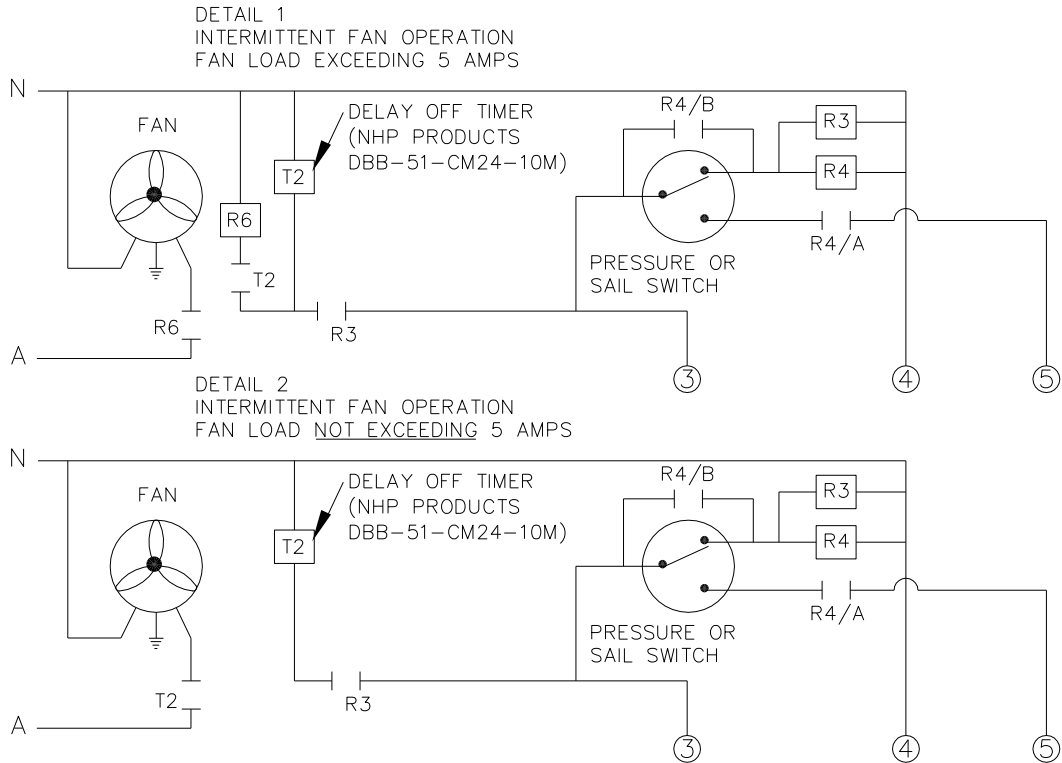 DETAIL 1
INTERMITTENT FAN OPERATION
FAN LOAD EXCEEDING 5 AMPS
N
FAN
DELAY OFF TIMER
(NHP PRODUCTS
DBB-51-CM24-10M)
R4/B
R3
T2
R4
R6
R4/A
PRESSURE OR
SAIL SWITCH
T2
R6
R3
A
3
4
5
DETAIL 2
INTERMITTENT FAN OPERATION
FAN LOAD NOT EXCEEDING 5 AMPS
N
FAN
DELAY OFF TIMER
(NHP PRODUCTS
DBB-51-CM24-10M)
R4/B
R3
T2
R4
R4/A
PRESSURE OR
SAIL SWITCH
T2
R3
A
3
4
5